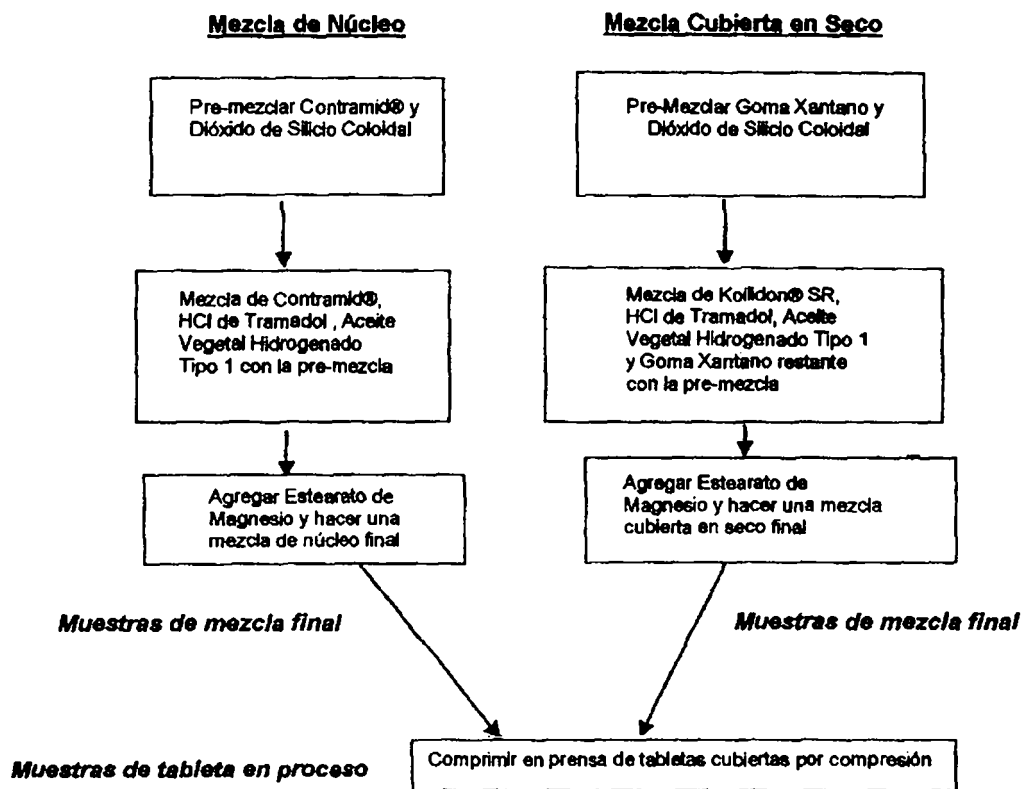 Mezcla de Núcleo
Mezcla Cubierta en Seco
Pre-mezclar Contramid® y
Dióxido de Silicio Coloidal
Pre-Mezclar Goma Xantano y
Dióxido de Silicio Coloidal
Mezcla de Contramid®,
HCl de Tramadol , Aceite
Vegetal Hidrogenado
Tipo 1 con la pre-mezcla
Mezcla de Kollidon® SR,
HCl de Tramadol, Aceite
Vegetal Hidrogenado Tipo 1
y Goma Xantano restante
con la pre-mezcla
Agregar Estearato de
Magnesio y hacer una
mezcla de núcleo final
Agregar Estearato de
Magnesio y hacer una mezcla
cubierta en seco final
Muestras de mezcla final
Muestras de mezcla final
Muestras de tableta en proceso
Comprimir en prensa de tabletas cubiertas por compresión